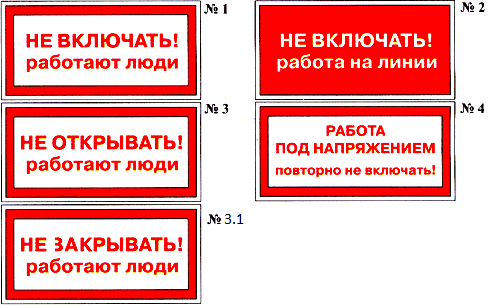 НЕ ВКЛЮЧАТЬ!
работают люди
№ 1
НЕ ВКЛЮЧАТЬ!
работа на линии
№ 2
НЕ ОТКРЫВАТЬ!
работают люди
№ 3
РАБОТА
ПОД НАПРЯЖЕНИЕМ
повторно не включать!
№ 4
НЕ ЗАКРЫВАТЬ!
работают люди
№ 3.1